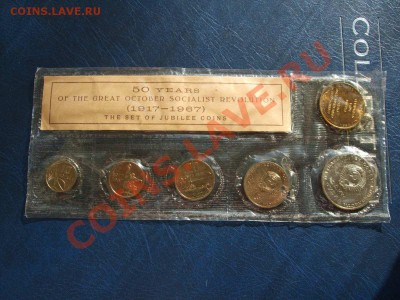 COINS.LAVE.RU
50 YEARS
OF THE GREAT OCTOBER SOCIALIST REVOLUTION
(1917-1967)
THE SET OF JUBILEE COINS
COINS.LAVE.RU